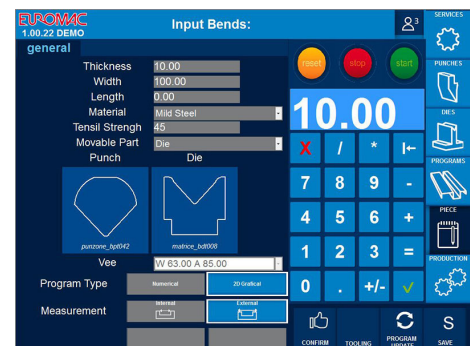 EUROMAC
1.00.22 DEMO
Input Bends:
3
SERVICES
general
Thickness 10.00
Width 100.00
Length 0.00
Material Mild Steel
Tensil Strengh 45
Movable Part Die
Punch Die
punzone_bpt042 matrice_bdt008
Vee W 63.00 A 85.00
Program Type Numerical 2D Grafical
Measurement Internal External
reset stop start
10.00
X / * I←
7 8 9 -
4 5 6 +
1 2 3 =
0 . +/- ✓
PUNCHES
DIES
PROGRAMS
PIECE
PRODUCTION
CONFIRM TOOLING PROGRAM UPDATE
S
SAVE